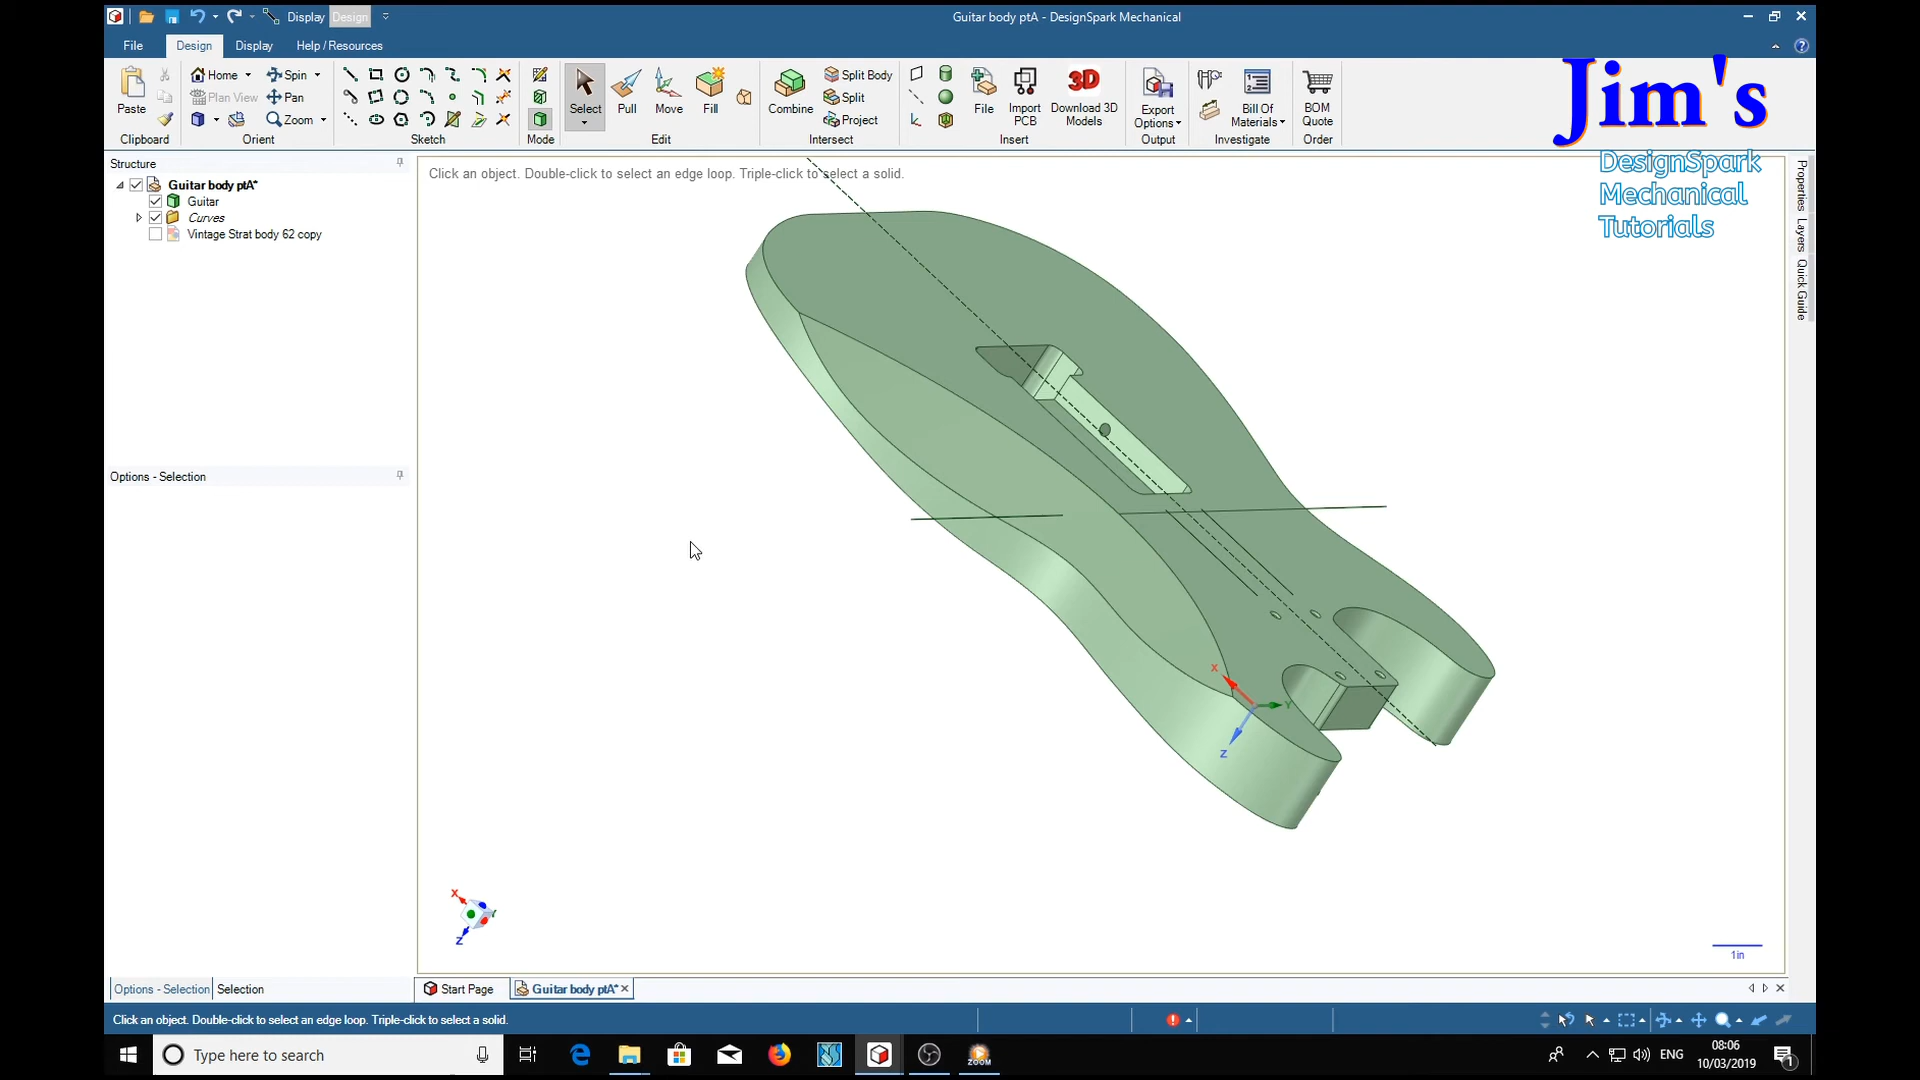 Display Design
Guitar body ptA - DesignSpark Mechanical
File Design Display Help / Resources
Home Spin Split Body
Plan View Pan Split
Paste Zoom Select Pull Move Fill Combine Project File Import PCB Download 3D Models Export Options Bill Of Materials BOM Quote
3D
Clipboard Orient Sketch Mode Edit Intersect Insert Output Investigate Order
Jim's
DesignSpark
Mechanical
Tutorials
Structure
Guitar body ptA*
Guitar
Curves
Vintage Strat body 62 copy
Click an object. Double-click to select an edge loop. Triple-click to select a solid.
Properties
Layers
Quick Guide
Options - Selection
X
Y
Z
X
Y
Z
1in
Options - Selection Selection
Start Page Guitar body ptA*
Click an object. Double-click to select an edge loop. Triple-click to select a solid.
Type here to search
ZOOM
ENG
08:06
10/03/2019
1